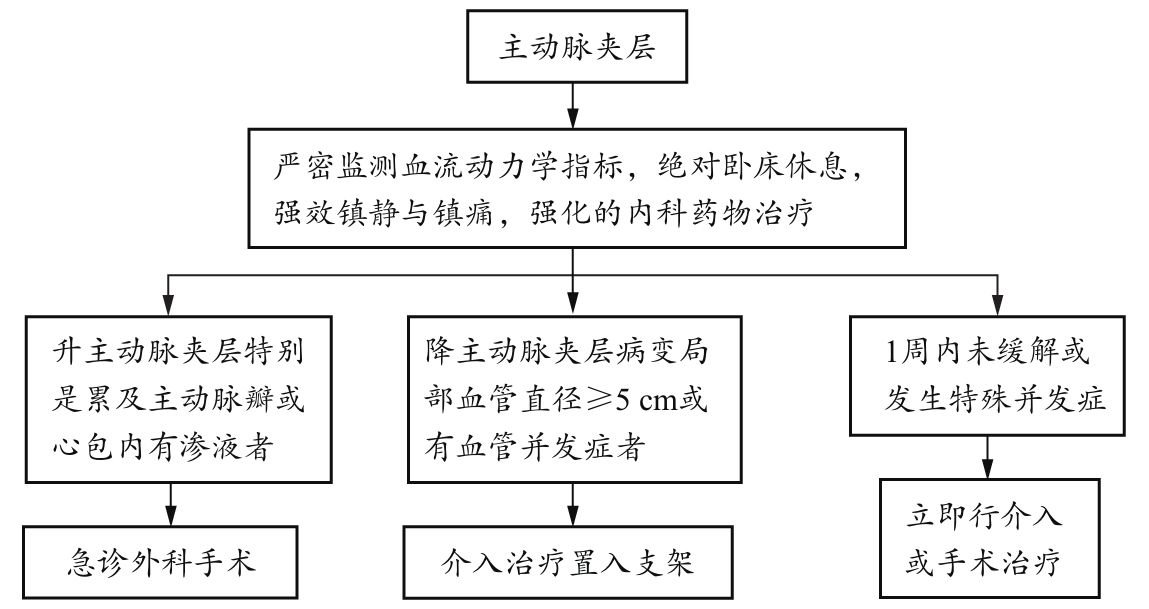 主动脉夹层
严密监测血流动力学指标，绝对卧床休息，
强效镇静与镇痛，强化的内科药物治疗
升主动脉夹层特别
是累及主动脉瓣或
心包内有渗液者
急诊外科手术
降主动脉夹层病变局
部血管直径≥5 cm或
有血管并发症者
介入治疗置入支架
1周内未缓解或
发生特殊并发症
立即行介入
或手术治疗